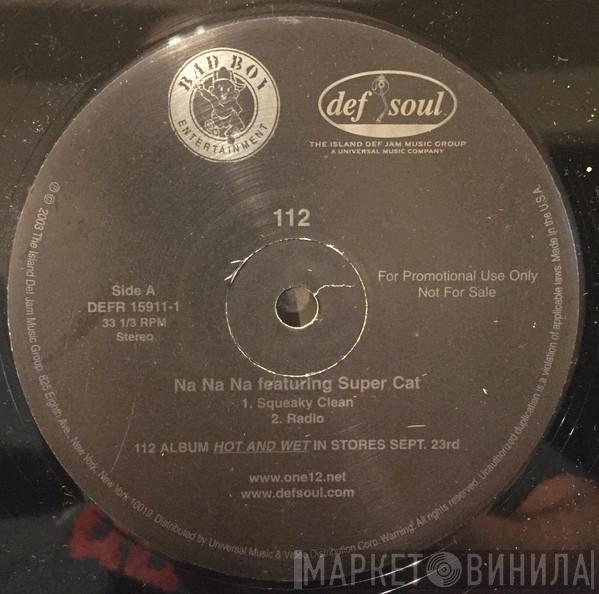 BAD BOY
ENTERTAINMENT
def soul
THE ISLAND DEF JAM MUSIC GROUP
A UNIVERSAL MUSIC COMPANY
112
Side A
DEFR 15911-1
33 1/3 RPM
Stereo
For Promotional Use Only
Not For Sale
Na Na Na featuring Super Cat
1. Squeaky Clean
2. Radio
112 ALBUM HOT AND WET IN STORES SEPT. 23rd
www.one12.net
www.defsoul.com
℗ © 2003 The Island Def Jam Music Group 825 Eighth Ave., New York, New York 10019. Distributed by Universal Music & Video Distribution Corp. Warning: All rights reserved. Unauthorized duplication is a violation of applicable laws. Made in the U.S.A.
МАРКЕТ ВИНИЛА